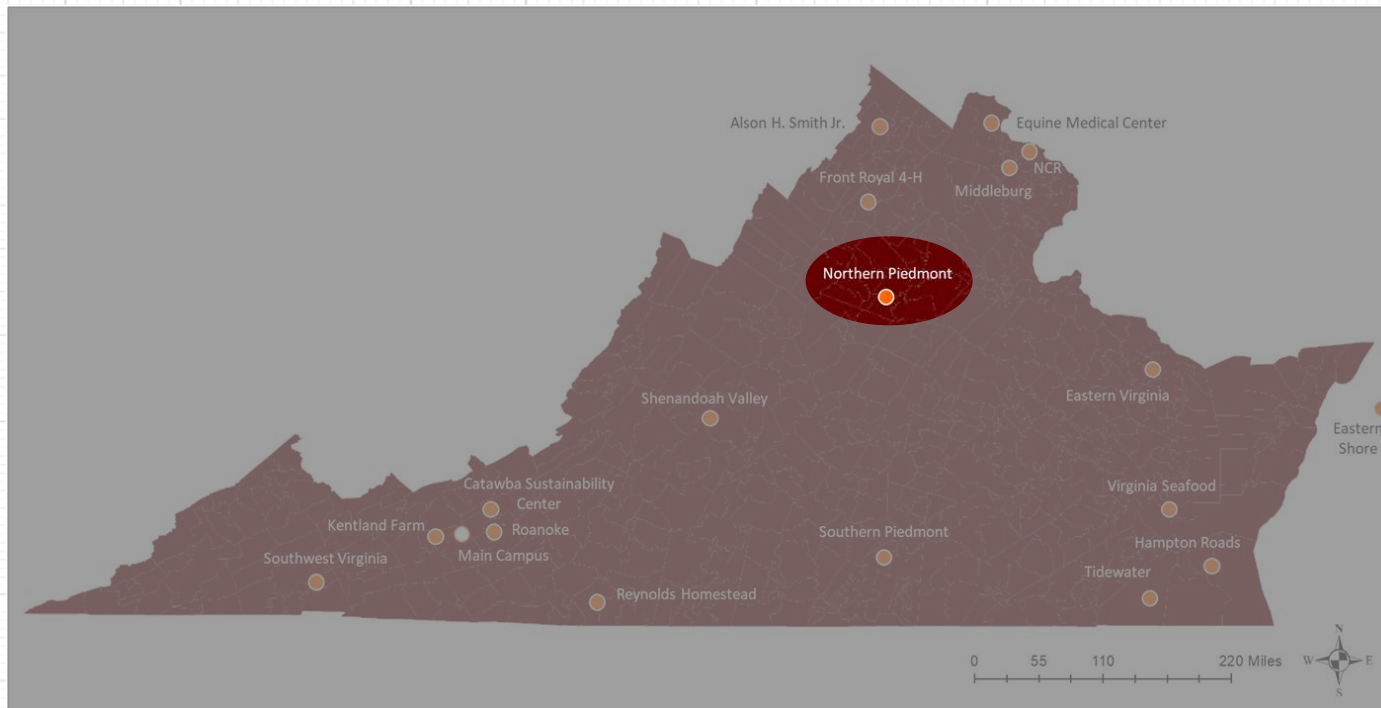 Alson H. Smith Jr.
Equine Medical Center
NCR
Front Royal 4-H
Middleburg
Northern Piedmont
Eastern Virginia
Shenandoah Valley
Eastern
Shore
Catawba Sustainability
Center
Virginia Seafood
Kentland Farm
Roanoke
Main Campus
Southern Piedmont
Hampton Roads
Southwest Virginia
Tidewater
Reynolds Homestead
0 55 110 220 Miles
N
W E
S